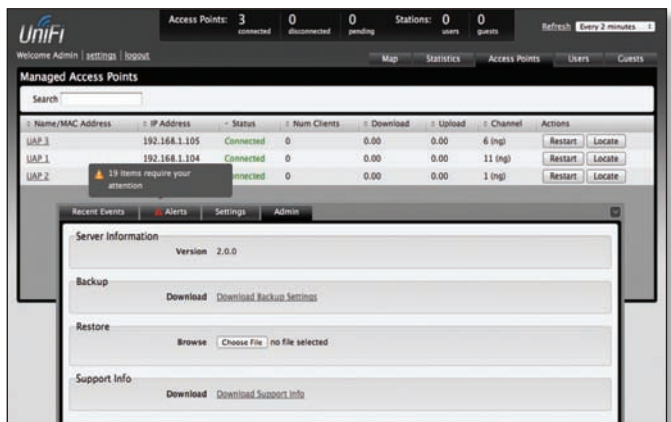 UniFi
Access Points: 3 connected 0 disconnected 0 pending Stations: 0 users 0 guests
Refresh Every 2 minutes
Welcome Admin | settings | logout
Map Statistics Access Points Users Guests
Managed Access Points
Search
Name/MAC Address IP Address Status Num Clients Download Upload Channel Actions
UAP 3 192.168.1.105 Connected 0 0.00 0.00 6 (ng) Restart Locate
UAP 1 192.168.1.104 Connected 0 0.00 0.00 11 (ng) Restart Locate
UAP 2 nnected 0 0.00 0.00 1 (ng) Restart Locate
19 items require your
attention
Recent Events Alerts Settings Admin
Server Information
Version 2.0.0
Backup
Download Download Backup Settings
Restore
Browse Choose File no file selected
Support Info
Download Download Support Info